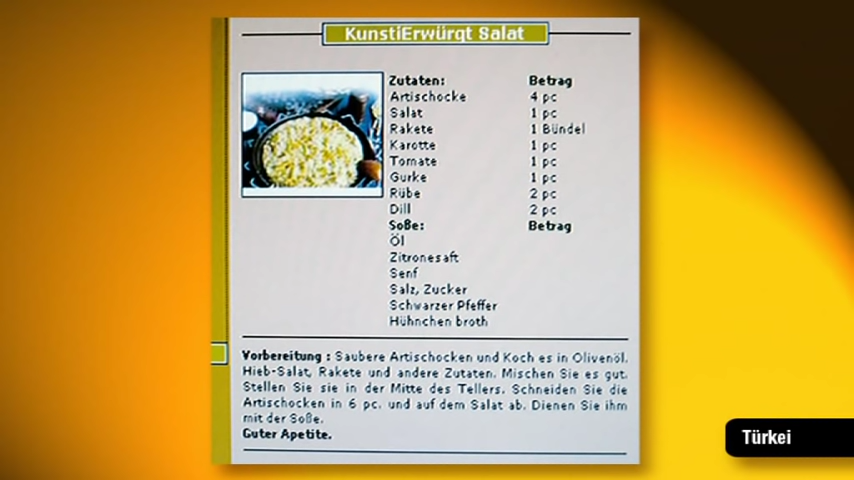 KunstiErwürgt Salat
Zutaten: Betrag
Artischocke 4 pc
Salat 1 pc
Rakete 1 Bündel
Karotte 1 pc
Tomate 1 pc
Gurke 1 pc
Rübe 2 pc
Dill 2 pc
Soße: Betrag
Öl
Zitronesaft
Senf
Salz, Zucker
Schwarzer Pfeffer
Hühnchen broth
Vorbereitung : Saubere Artischocken und Koch es in Olivenöl.
Hieb-Salat, Rakete und andere Zutaten. Mischen Sie es gut.
Stellen Sie sie in der Mitte des Tellers. Schneiden Sie die
Artischocken in 6 pc. und auf dem Salat ab. Dienen Sie ihm
mit der Soße.
Guter Apetite.
Türkei